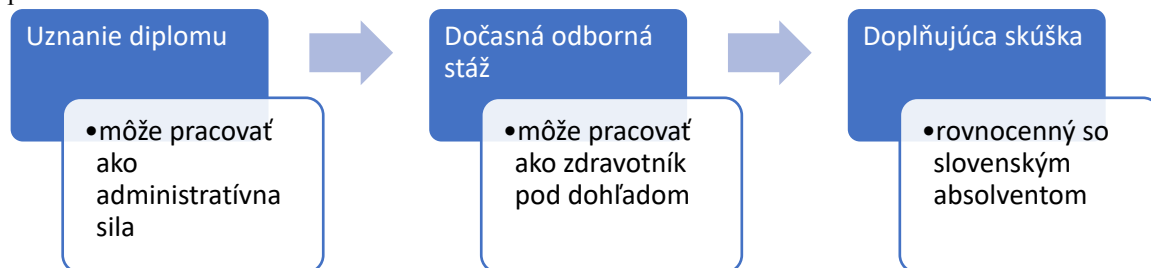 Uznanie diplomu
•môže pracovať
ako
administratívna
sila
Dočasná odborná
stáž
•môže pracovať
ako zdravotník
pod dohľadom
Doplňujúca skúška
•rovnocenný so
slovenským
absolventom